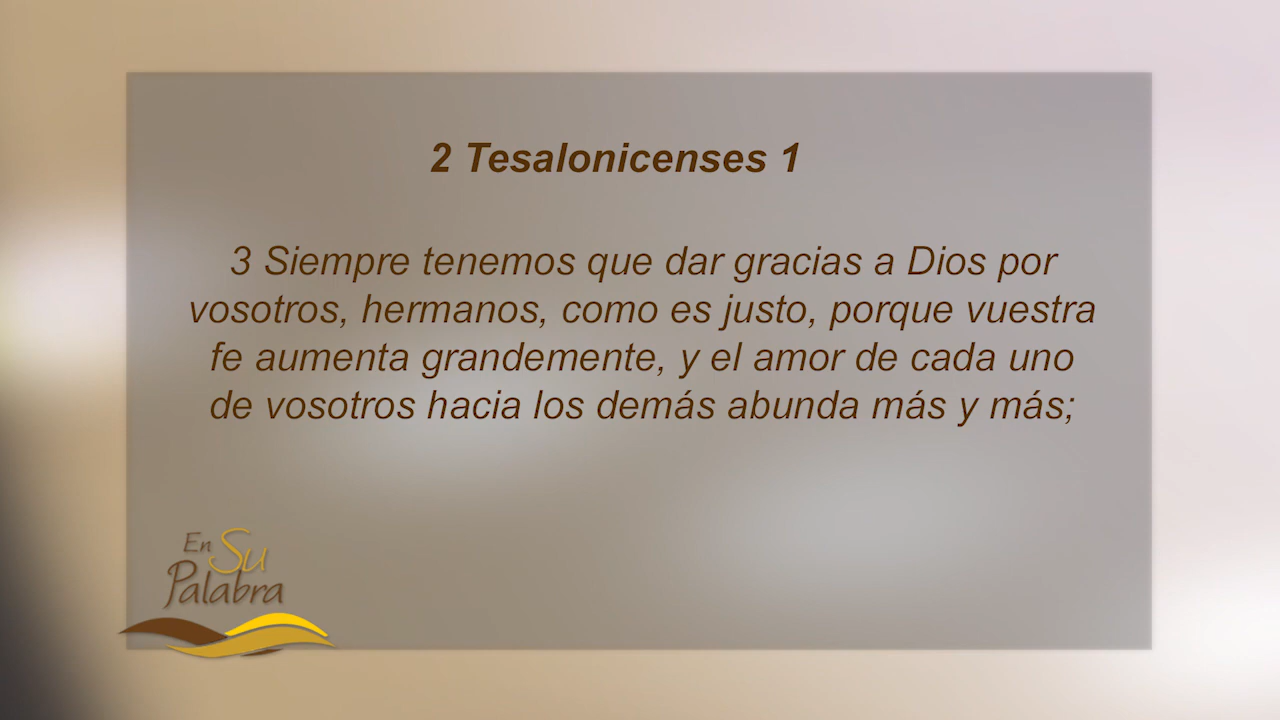 2 Tesalonicenses 1
3 Siempre tenemos que dar gracias a Dios por
vosotros, hermanos, como es justo, porque vuestra
fe aumenta grandemente, y el amor de cada uno
de vosotros hacia los demás abunda más y más;
En Su
Palabra